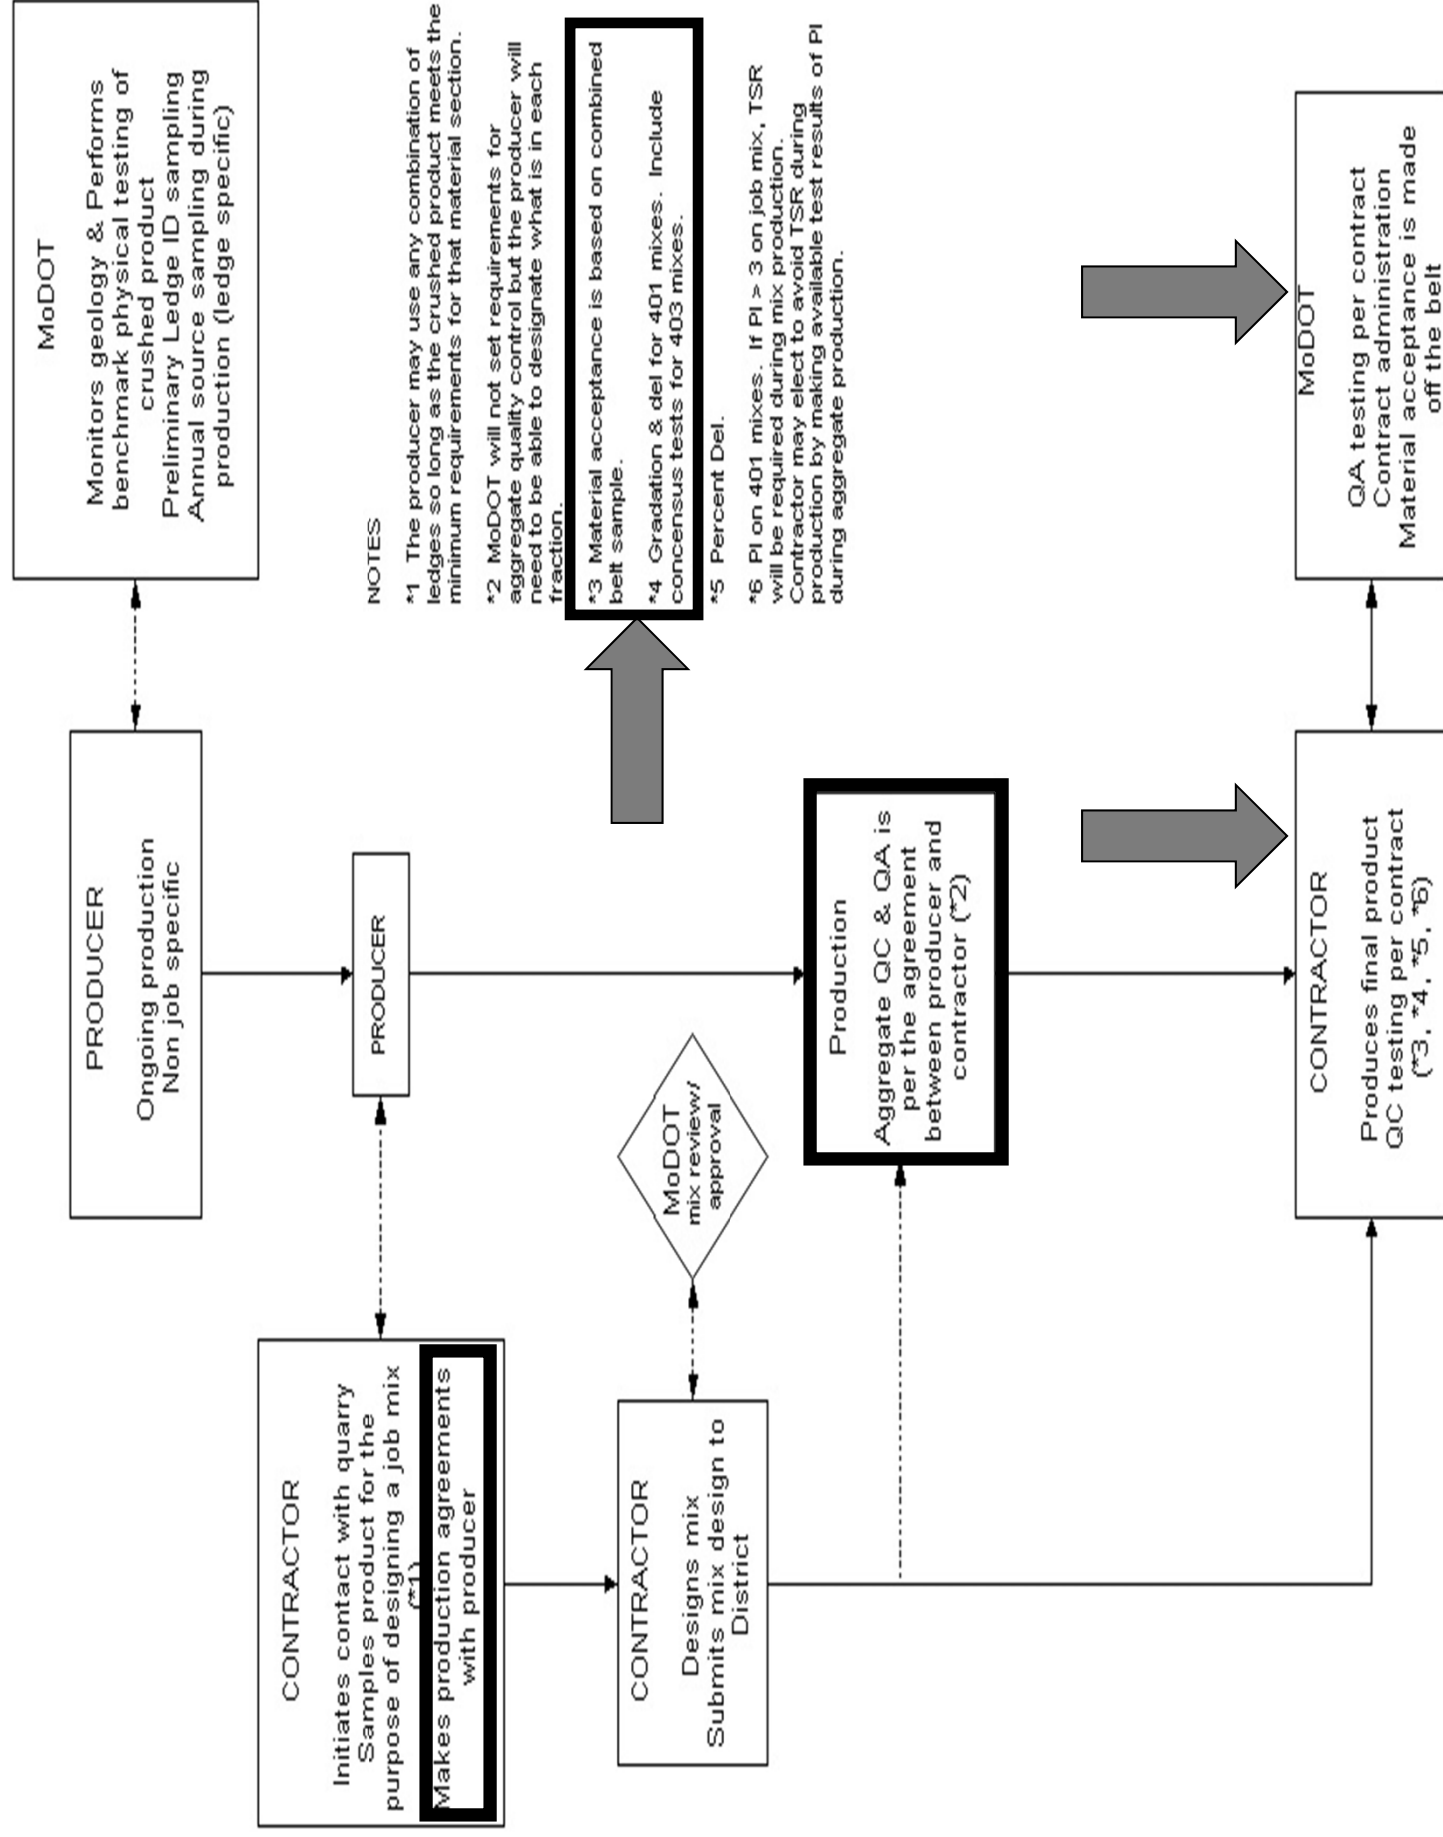 PRODUCER
Ongoing production
Non job specific
MoDOT
Monitors geology & Performs
benchmark physical testing of
crushed product
Preliminary Ledge ID sampling
Annual source sampling during
production (ledge specific)
CONTRACTOR
Initiates contact with quarry
Samples product for the
purpose of designing a job mix
(*1)
Makes production agreements
with producer
PRODUCER
NOTES
*1 The producer may use any combination of
ledges so long as the crushed product meets the
minimum requirements for that material section.
*2 MoDOT will not set requirements for
aggregate quality control but the producer will
need to be able to designate what is in each
fraction.
*3 Material acceptance is based on combined
belt sample.
*4 Gradation & del for 401 mixes. Include
concensus tests for 403 mixes.
*5 Percent Del.
*6 PI on 401 mixes. If PI > 3 on job mix, TSR
will be required during mix production.
Contractor may elect to avoid TSR during
production by making available test results of PI
during aggregate production.
CONTRACTOR
Designs mix
Submits mix design to
District
MoDOT
mix review/
approval
Production
Aggregate QC & QA is
per the agreement
between producer and
contractor (*2)
CONTRACTOR
Produces final product
QC testing per contract
(*3, *4, *5, *6)
MoDOT
QA testing per contract
Contract administration
Material acceptance is made
off the belt